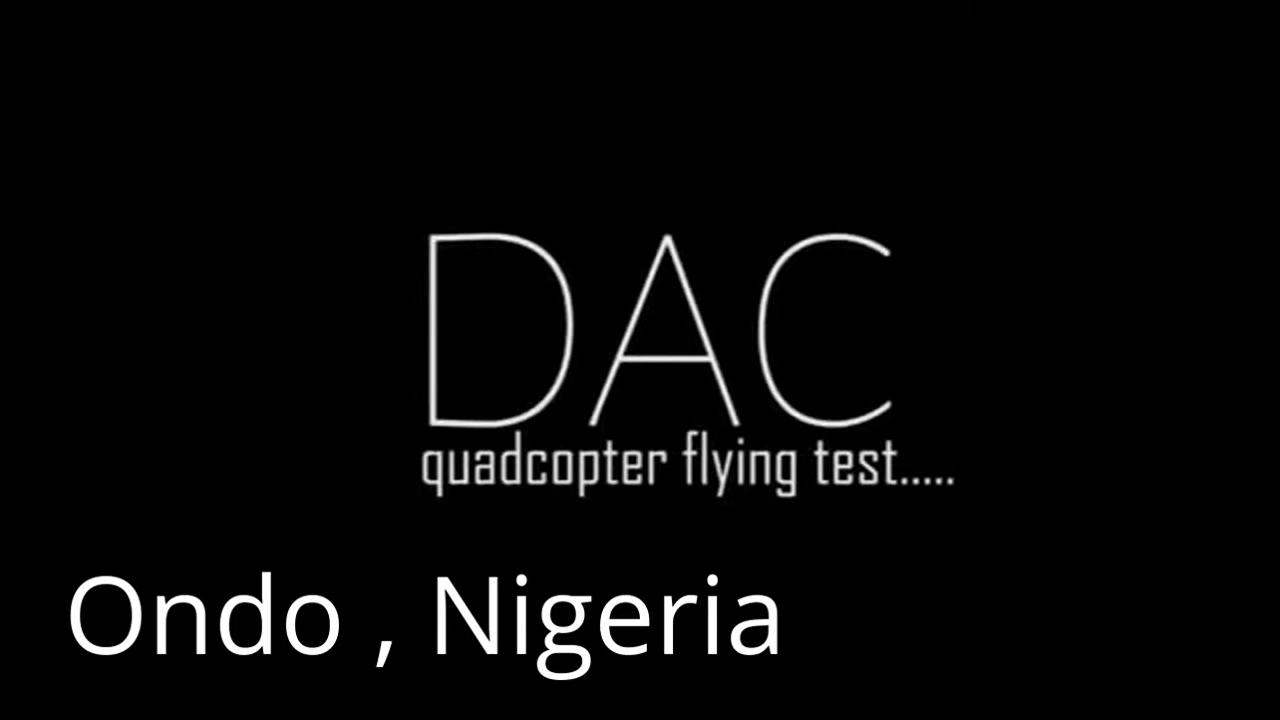 DAC
quadcopter flying test.....
Ondo , Nigeria